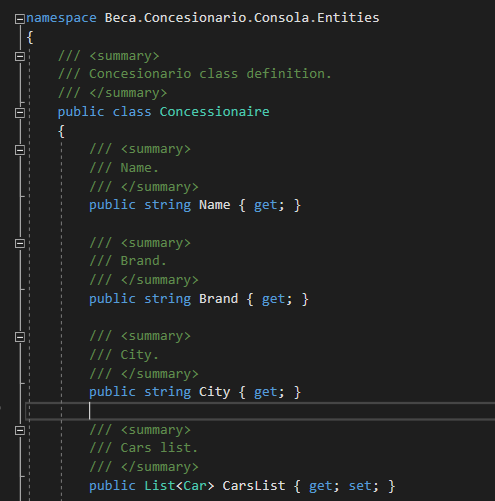 namespace Beca.Concesionario.Consola.Entities
{
/// <summary>
/// Concesionario class definition.
/// </summary>
public class Concessionaire
{
/// <summary>
/// Name.
/// </summary>
public string Name { get; }
/// <summary>
/// Brand.
/// </summary>
public string Brand { get; }
/// <summary>
/// City.
/// </summary>
public string City { get; }
/// <summary>
/// Cars list.
/// </summary>
public List<Car> CarsList { get; set; }